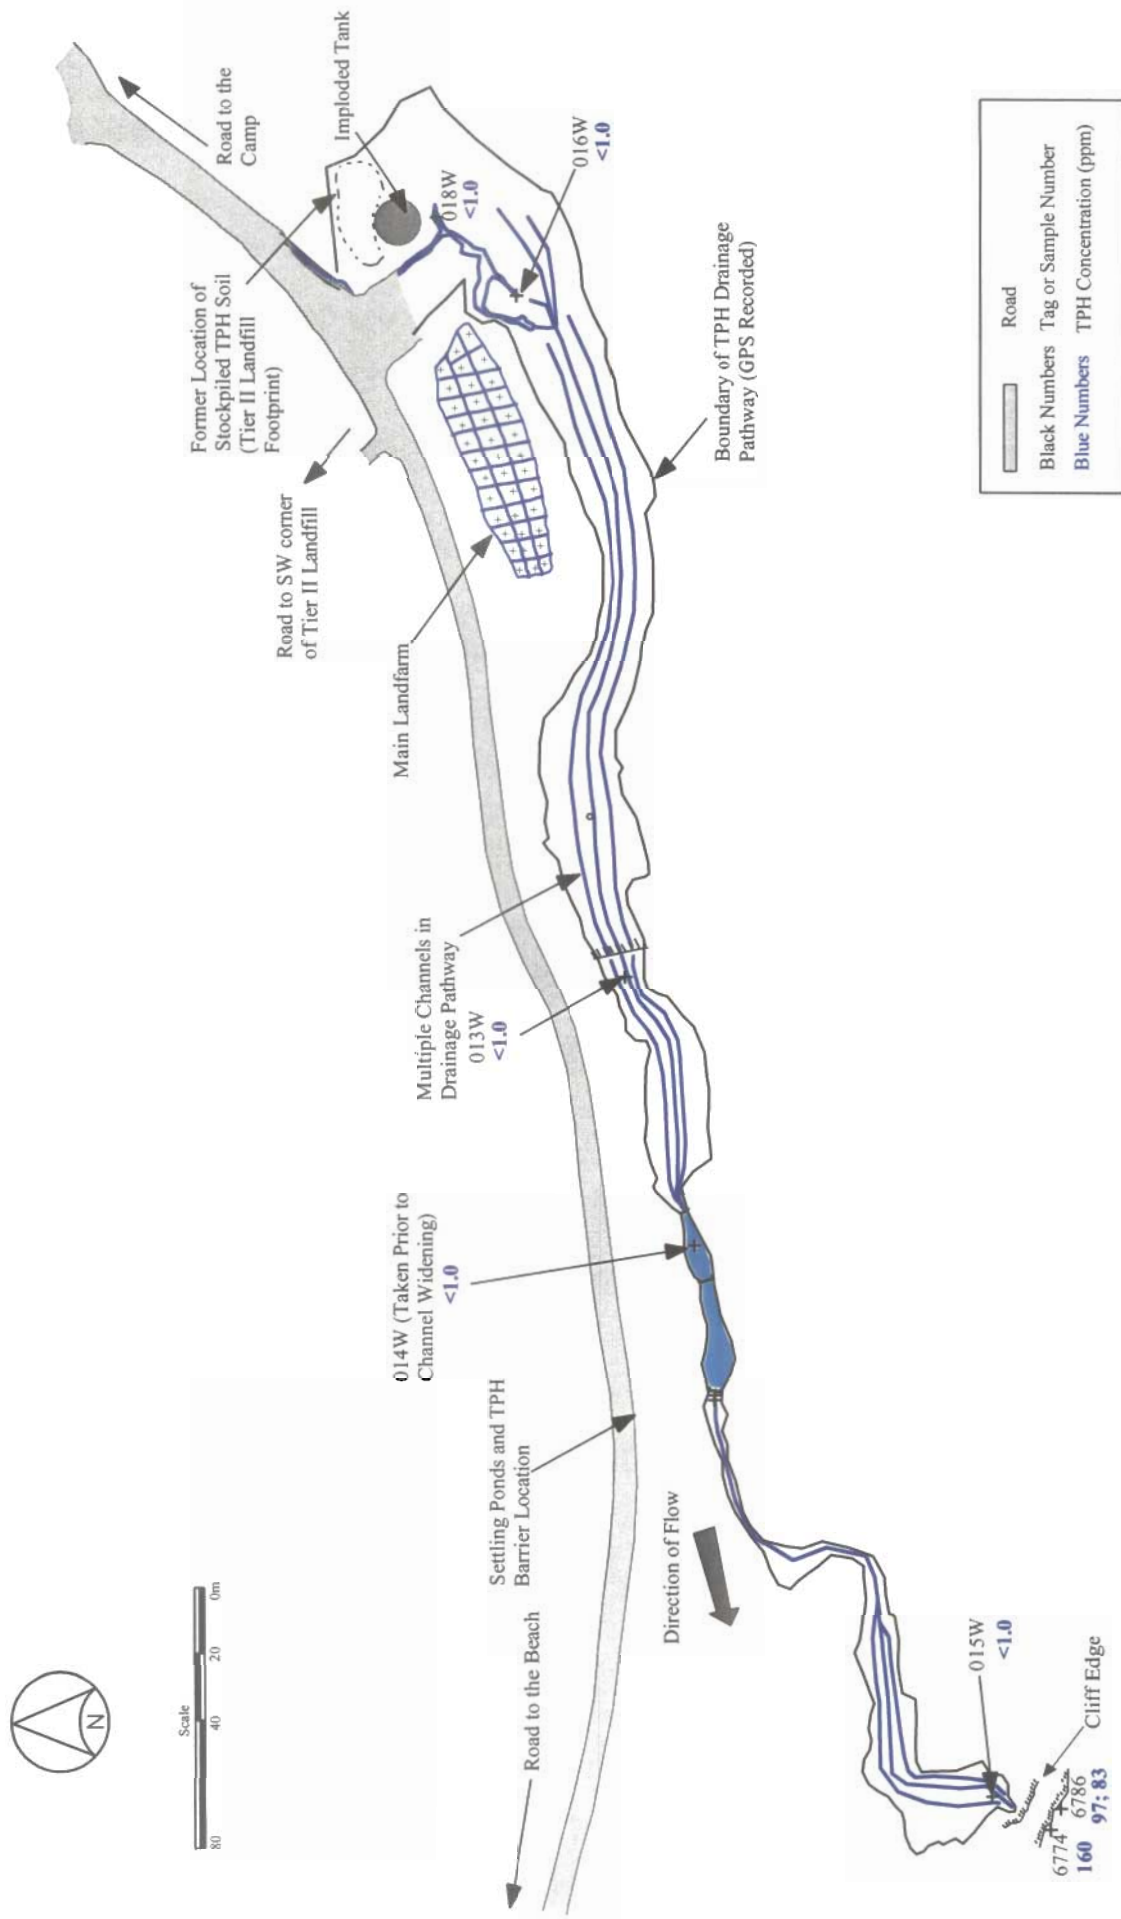 N
Scale
80
40
20
0m
Road to the
Camp
Imploded Tank
Former Location of
Stockpiled TPH Soil
(Tier II Landfill
Footprint)
018W
<1.0
016W
<1.0
Road to SW corner
of Tier II Landfill
Main Landfarm
Boundary of TPH Drainage
Pathway (GPS Recorded)
Multiple Channels in
Drainage Pathway
013W
<1.0
014W (Taken Prior to
Channel Widening)
<1.0
Settling Ponds and TPH
Barrier Location
Road to the Beach
Direction of Flow
015W
<1.0
Cliff Edge
6774
160
6786
97; 83
Road
Black Numbers Tag or Sample Number
Blue Numbers TPH Concentration (ppm)